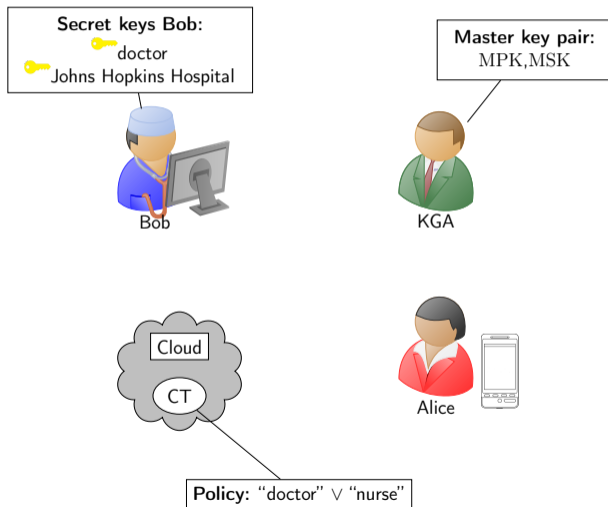 Secret keys Bob:
doctor
Johns Hopkins Hospital
Master key pair:
MPK,MSK
Bob
KGA
Cloud
CT
Alice
Policy: “doctor” ∨ “nurse”